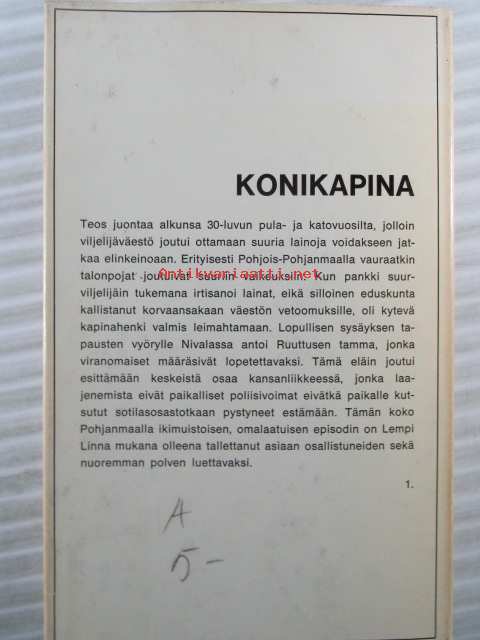 KONIKAPINA
Teos juontaa alkunsa 30-luvun pula- ja katovuosilta, jolloin
viljelijäväestö joutui ottamaan suuria lainoja voidakseen jat-
kaa elinkeinoaan. Erityisesti Pohjois-Pohjanmaalla vauraatkin
talonpojat joutuivat suuriin vaikeuksiin. Kun pankki suur-
Antikvariaatti.net
viljelijäin tukemana irtisanoi lainat, eikä silloinen eduskunta
kallistanut korvaansakaan väestön vetoomuksille, oli kytevä
kapinahenki valmis leimahtamaan. Lopullisen sysäyksen ta-
pausten vyörylle Nivalassa antoi Ruuttusen tamma, jonka
viranomaiset määräsivät lopetettavaksi. Tämä eläin joutui
esittämään keskeistä osaa kansanliikkeessä, jonka laa-
jenemista eivät paikalliset poliisivoimat eivätkä paikalle kut-
sutut sotilasosastotkaan pystyneet estämään. Tämän koko
Pohjanmaalla ikimuistoisen, omalaatuisen episodin on Lempi
Linna mukana olleena tallettanut asiaan osallistuneiden sekä
nuoremman polven luettavaksi.
1.
A
5-